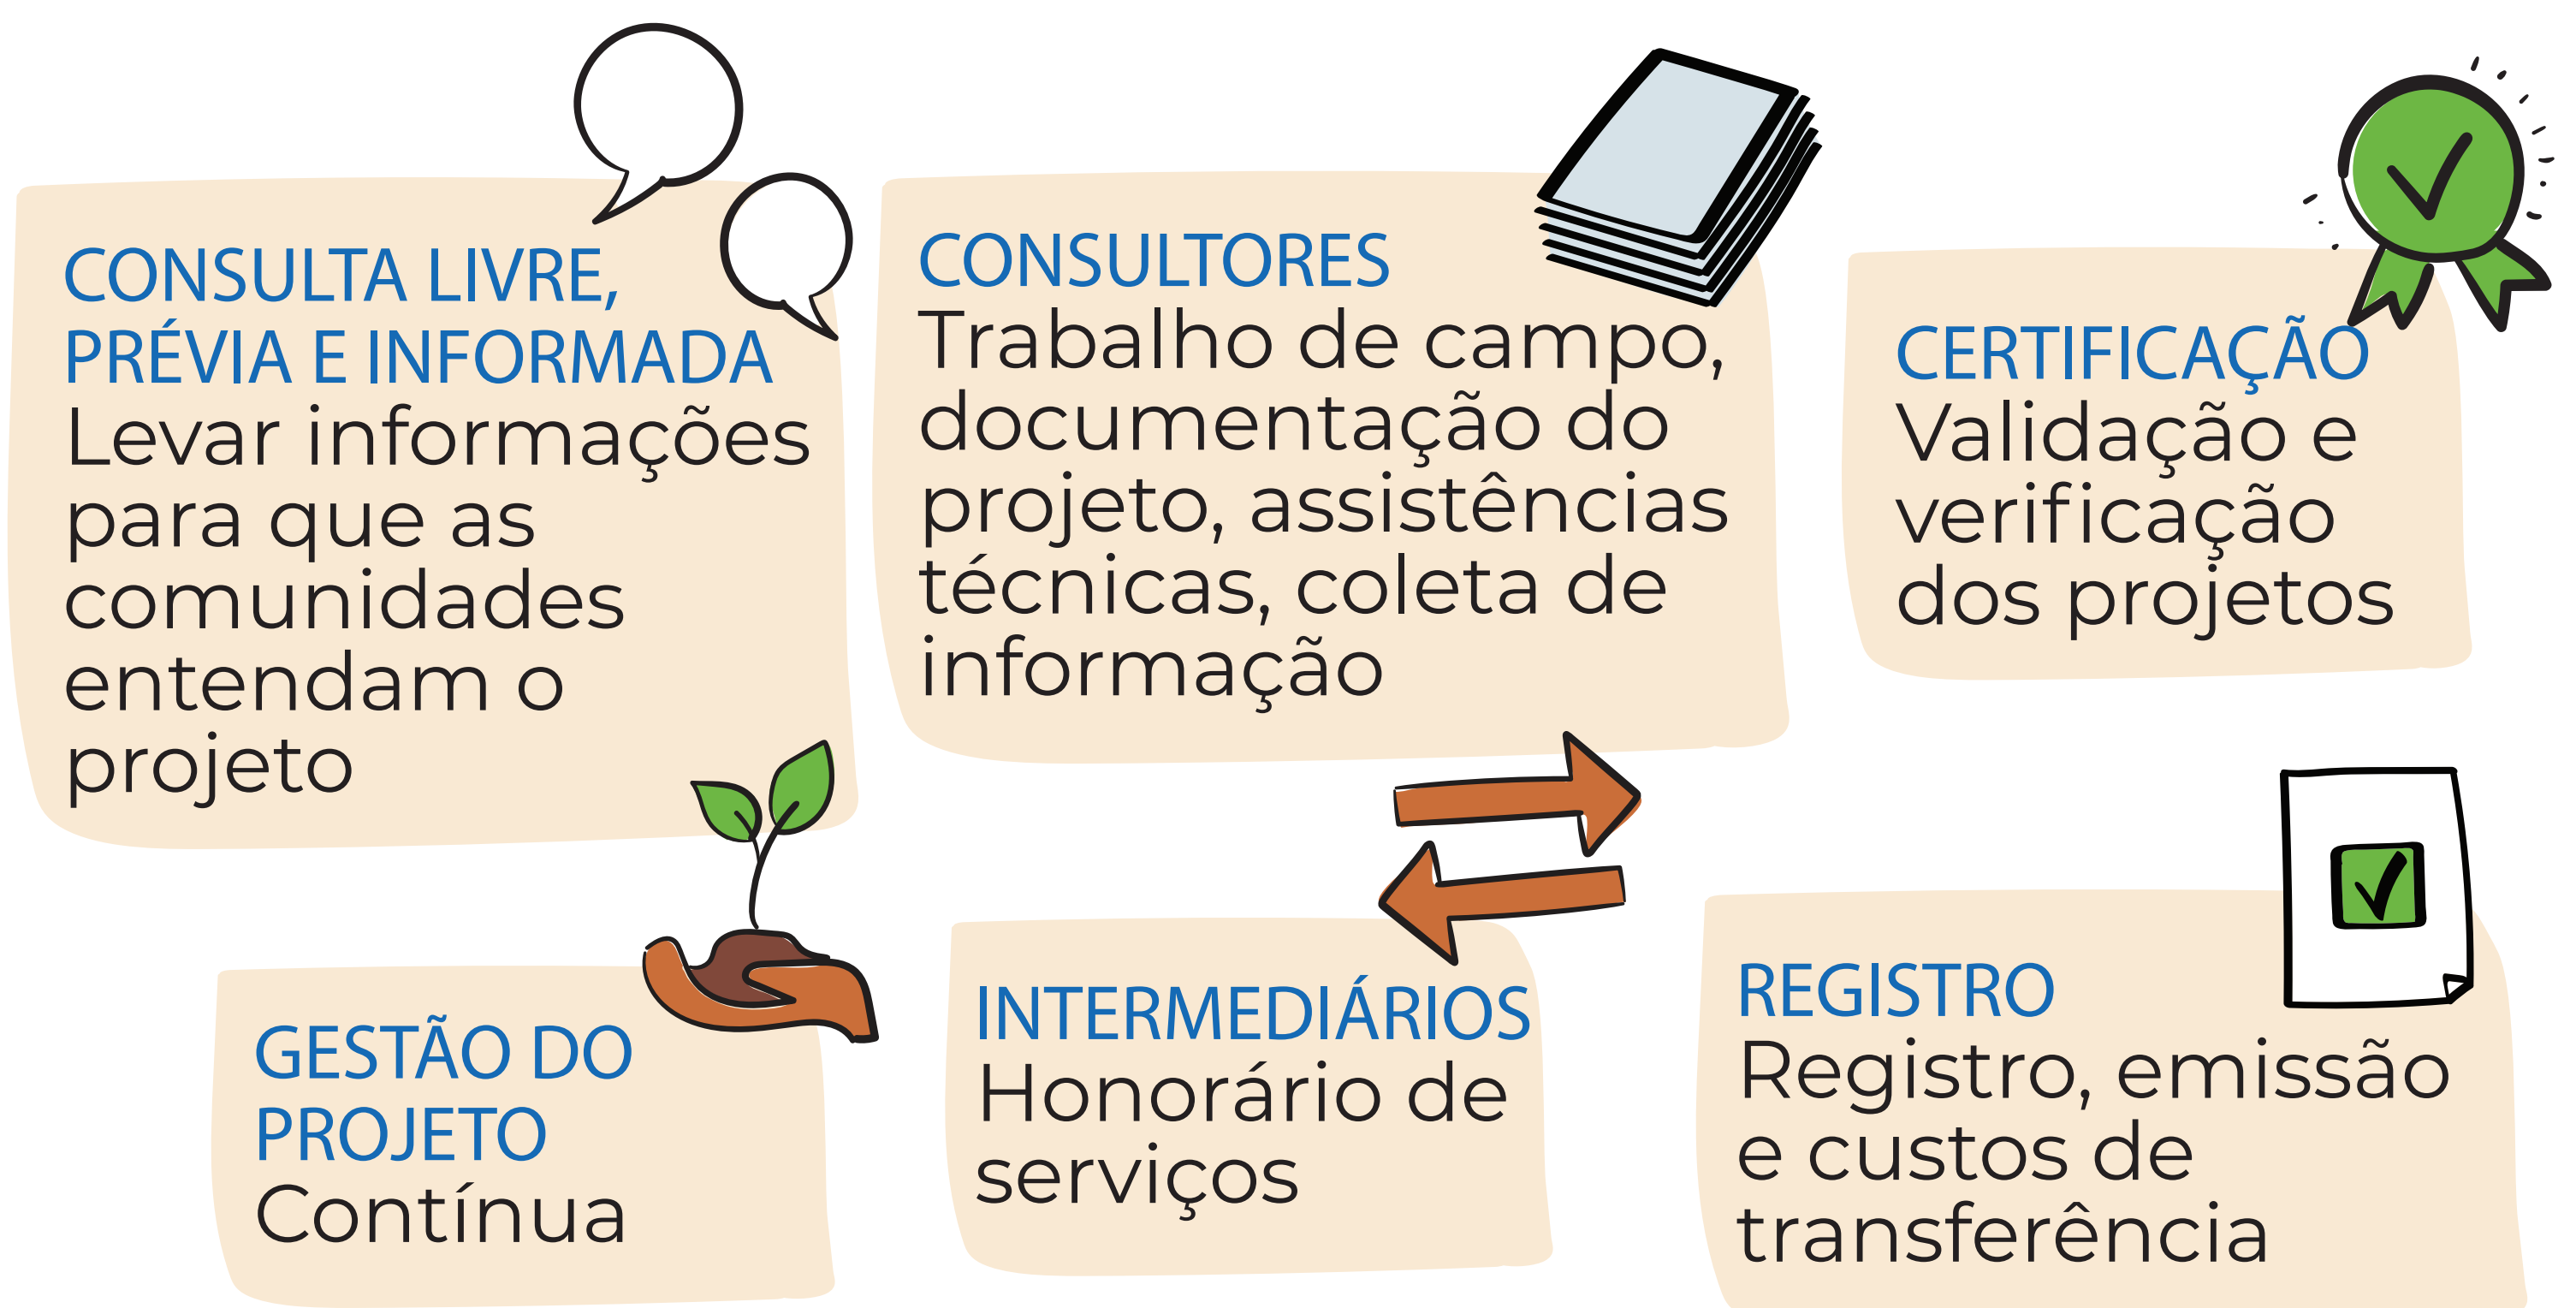 CONSULTA LIVRE,
PRÉVIA E INFORMADA
Levar informações
para que as
comunidades
entendam o
projeto
CONSULTORES
Trabalho de campo,
documentação do
projeto, assistências
técnicas, coleta de
informação
CERTIFICAÇÃO
Validação e
verificação
dos projetos
GESTÃO DO
PROJETO
Contínua
INTERMEDIÁRIOS
Honorário de
serviços
REGISTRO
Registro, emissão
e custos de
transferência